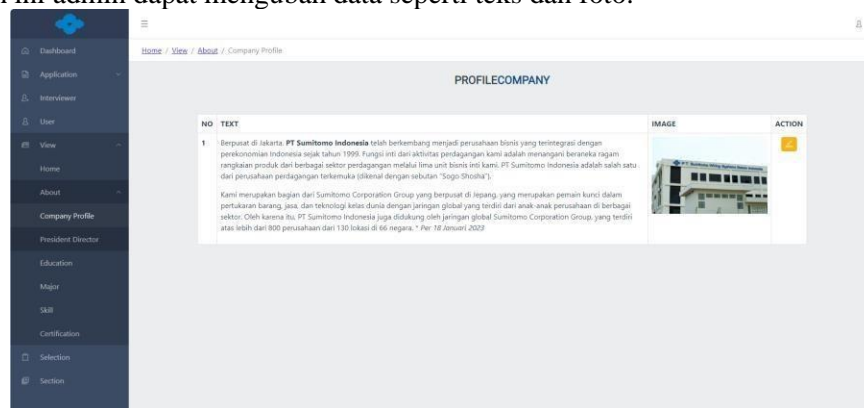 ini admin dapat mengubah data seperti teks dan foto.
Home / View / About / Company Profile
Dashboard
Application
Interviewer
User
View
Home
About
Company Profile
President Director
Education
Major
Skill
Certification
Selection
Section
PROFILECOMPANY
NO TEXT IMAGE ACTION
1 Berpusat di Jakarta, PT Sumitomo Indonesia telah berkembang menjadi perusahaan bisnis yang terintegrasi dengan
perekonomian Indonesia sejak tahun 1999. Fungsi inti dari aktivitas perdagangan kami adalah menangani beraneka ragam
rangkaian produk dari berbagai sektor perdagangan melalui lima unit bisnis inti kami. PT Sumitomo Indonesia adalah salah satu
dari perusahaan perdagangan terkemuka (dikenal dengan sebutan "Sogo Shosha").
Kami merupakan bagian dari Sumitomo Corporation Group yang berpusat di Jepang, yang merupakan pemain kunci dalam
pertukaran barang, jasa, dan teknologi kelas dunia dengan jaringan global yang terdiri dari anak-anak perusahaan di berbagai
sektor. Oleh karena itu, PT Sumitomo Indonesia juga didukung oleh jaringan global Sumitomo Corporation Group, yang terdiri
atas lebih dari 800 perusahaan dari 130 lokasi di 66 negara. * Per 18 Januari 2023